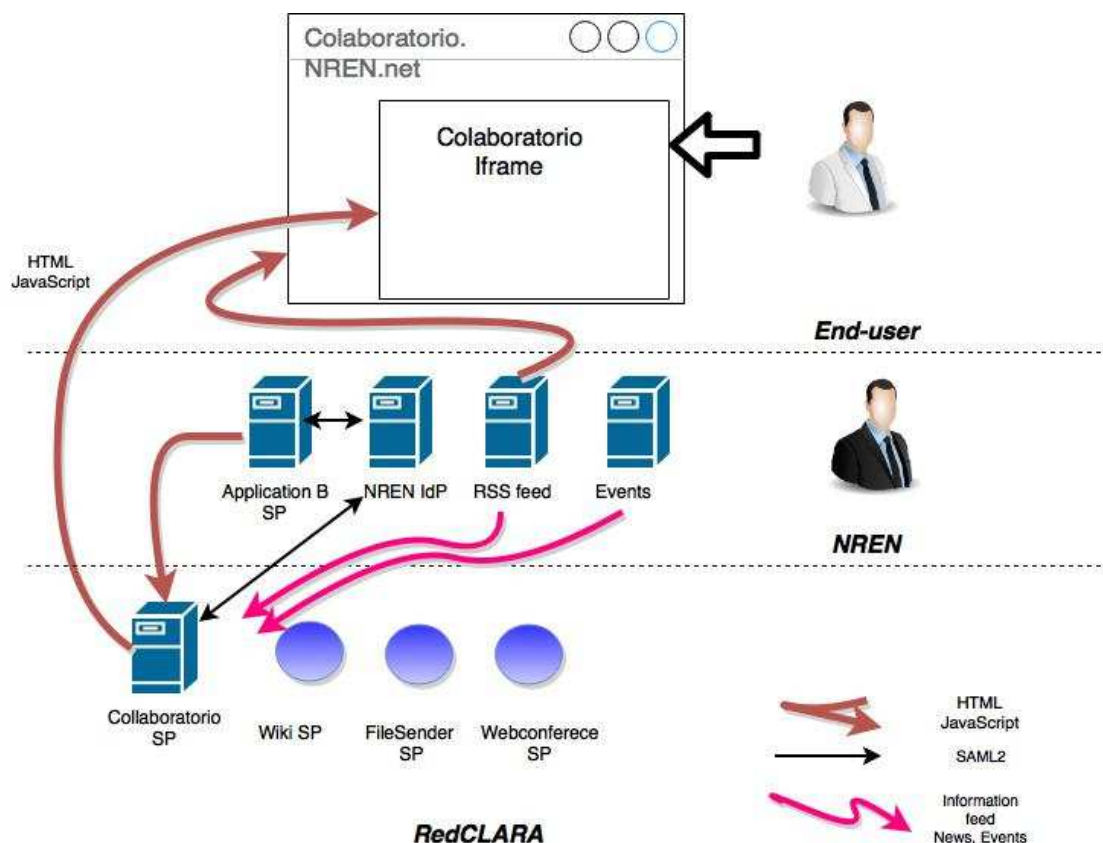 Colaboratorio.
NREN.net
Colaboratorio
Iframe
HTML
JavaScript
End-user
Application B
SP
NREN IdP
RSS feed
Events
NREN
Collaboratorio
SP
Wiki SP
FileSender
SP
Webconferece
SP
HTML
JavaScript
SAML2
Information
feed
News, Events
RedCLARA